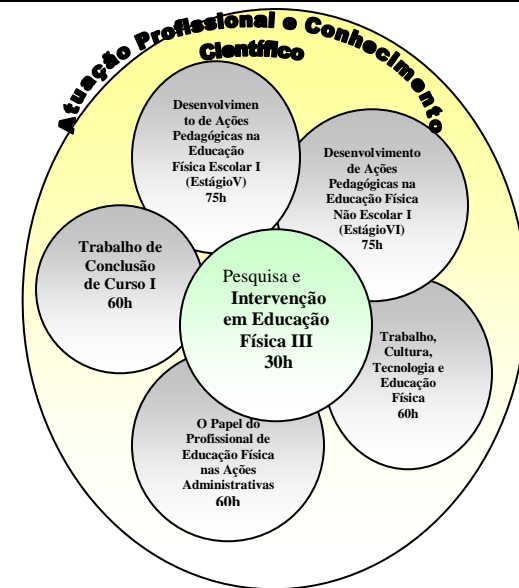 Atuação Profissional e Conhecimento
Científico
Desenvolvimen
to de Ações
Pedagógicas na
Educação
Física Escolar I
(EstágioV)
75h
Desenvolvimento
de Ações
Pedagógicas na
Educação Física
Não Escolar I
(EstágioVI)
75h
Trabalho de
Conclusão
de Curso I
60h
Pesquisa e
Intervenção
em Educação
Física III
30h
Trabalho,
Cultura,
Tecnologia e
Educação
Física
60h
O Papel do
Profissional de
Educação Física
nas Ações
Administrativas
60h